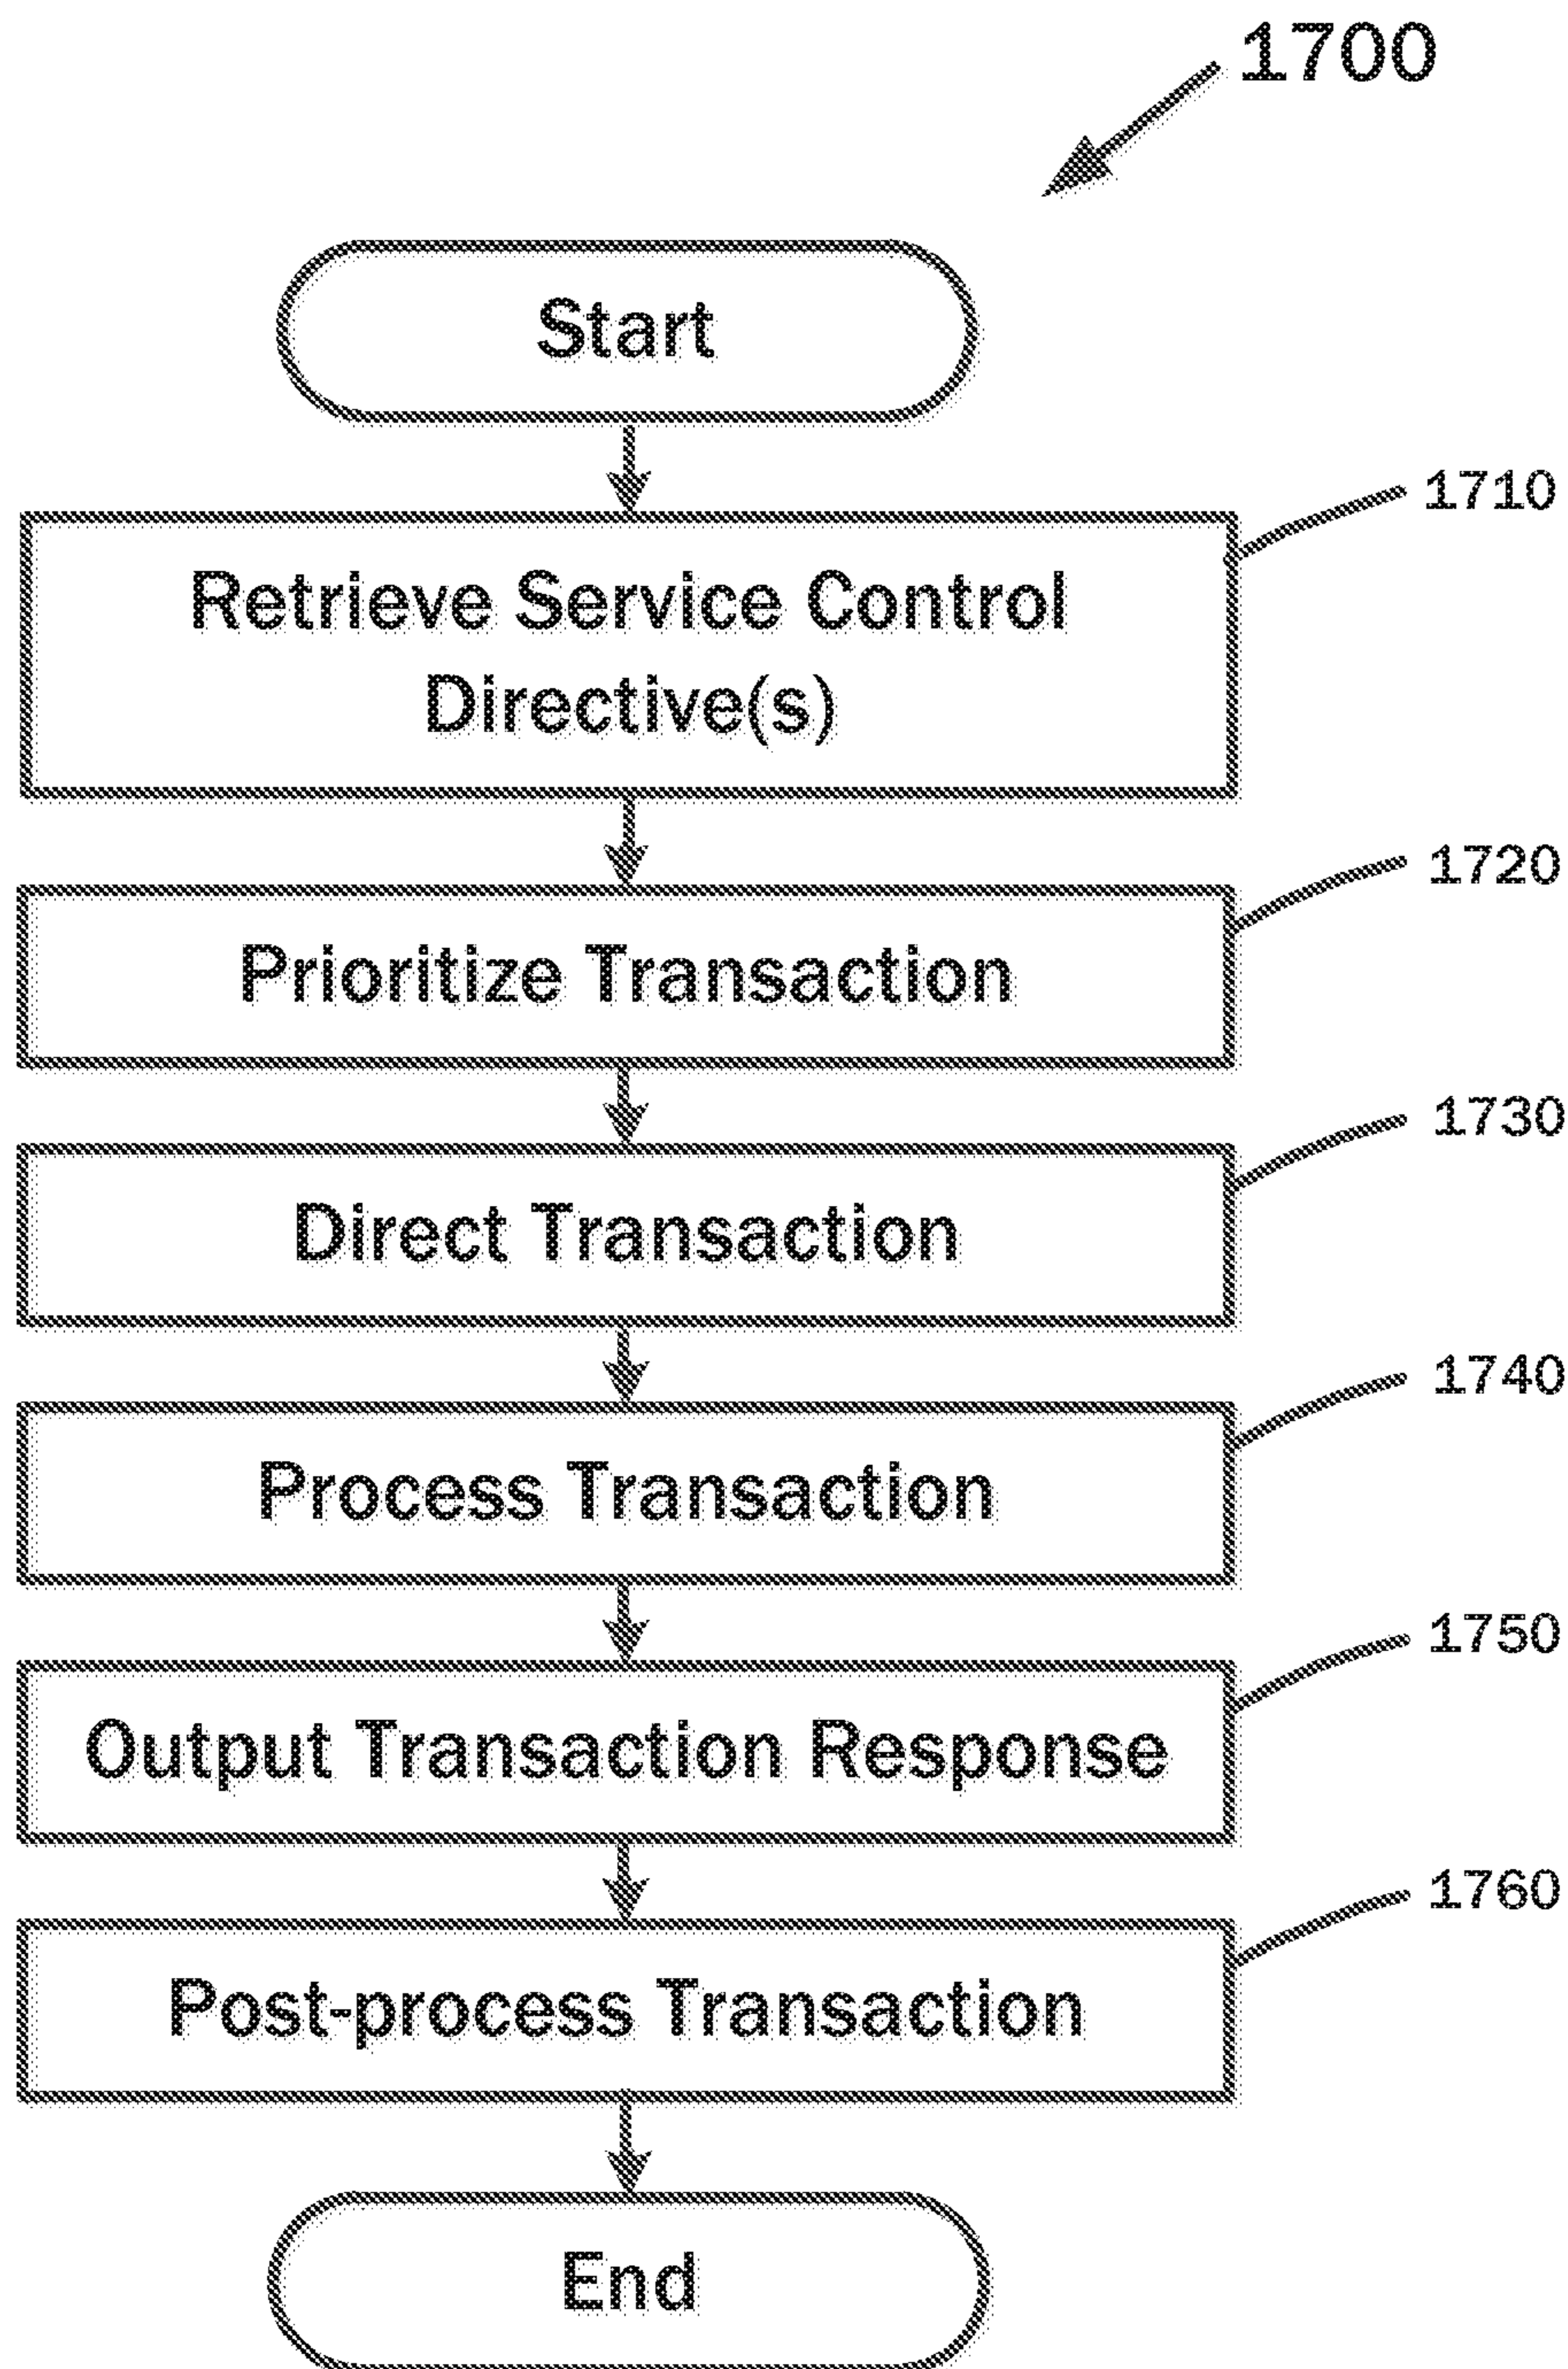 1700
Start
1710
Retrieve Service Control
Directive(s)
1720
Prioritize Transaction
1730
Direct Transaction
1740
Process Transaction
1750
Output Transaction Response
1760
Post-process Transaction
End